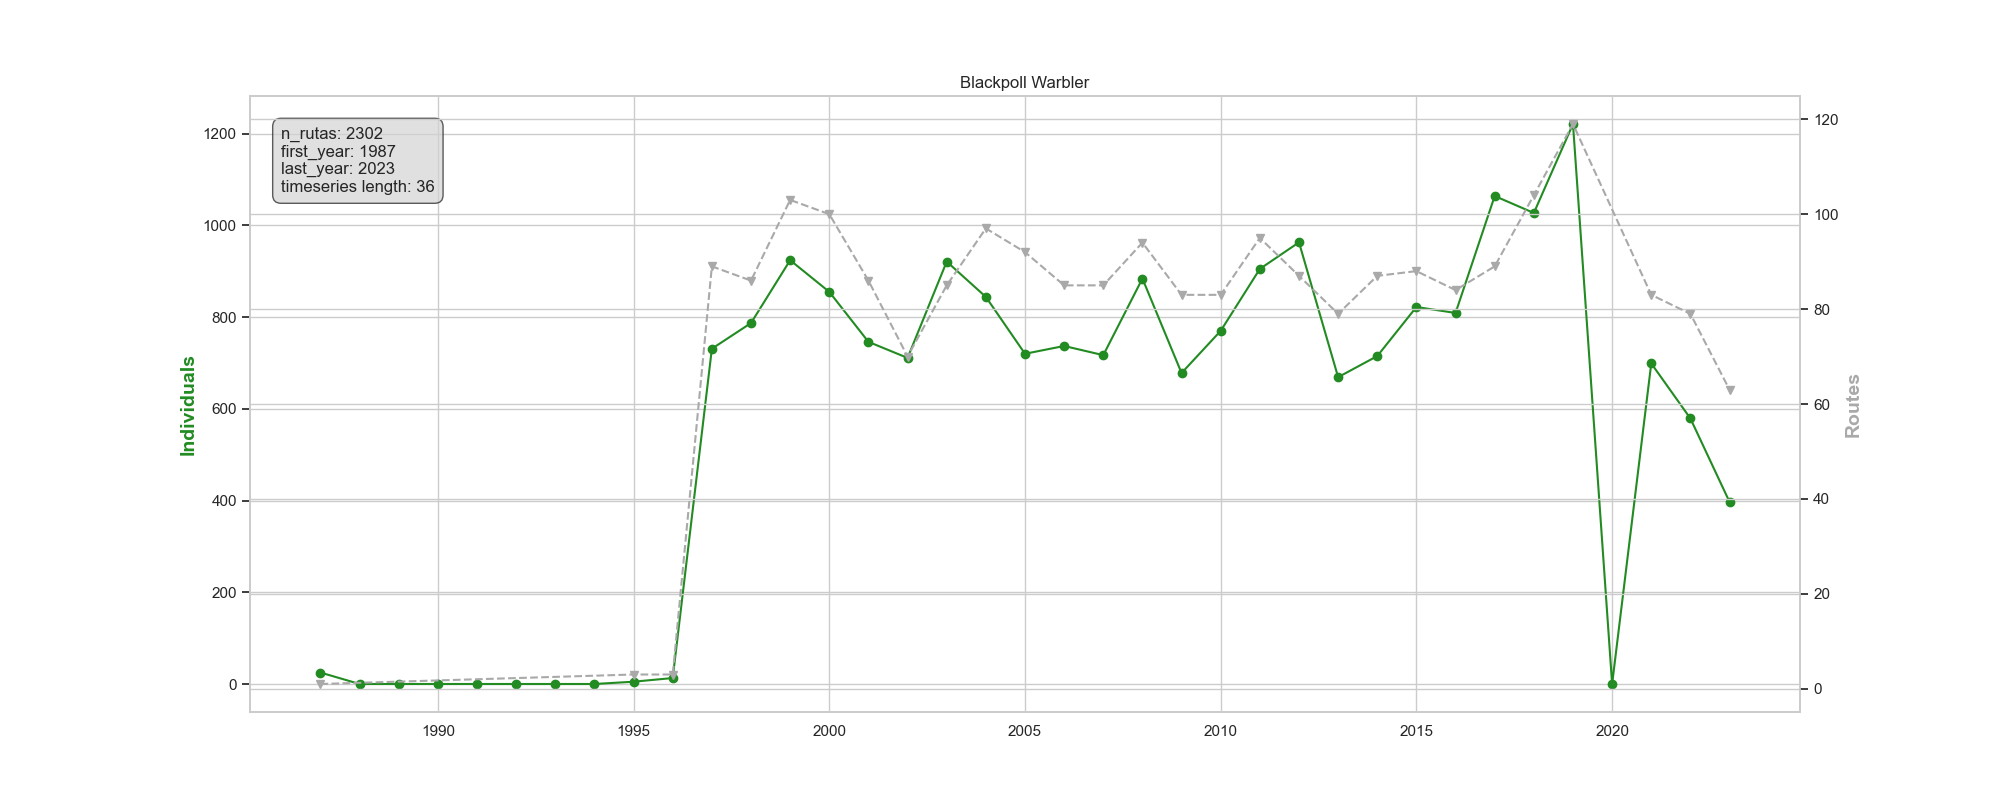 Blackpoll Warbler
n_rutas: 2302
first_year: 1987
last_year: 2023
timeseries length: 36
1200
1000
800
600
400
200
0
Individuals
120
100
80
60
40
20
0
Routes
1990 1995 2000 2005 2010 2015 2020